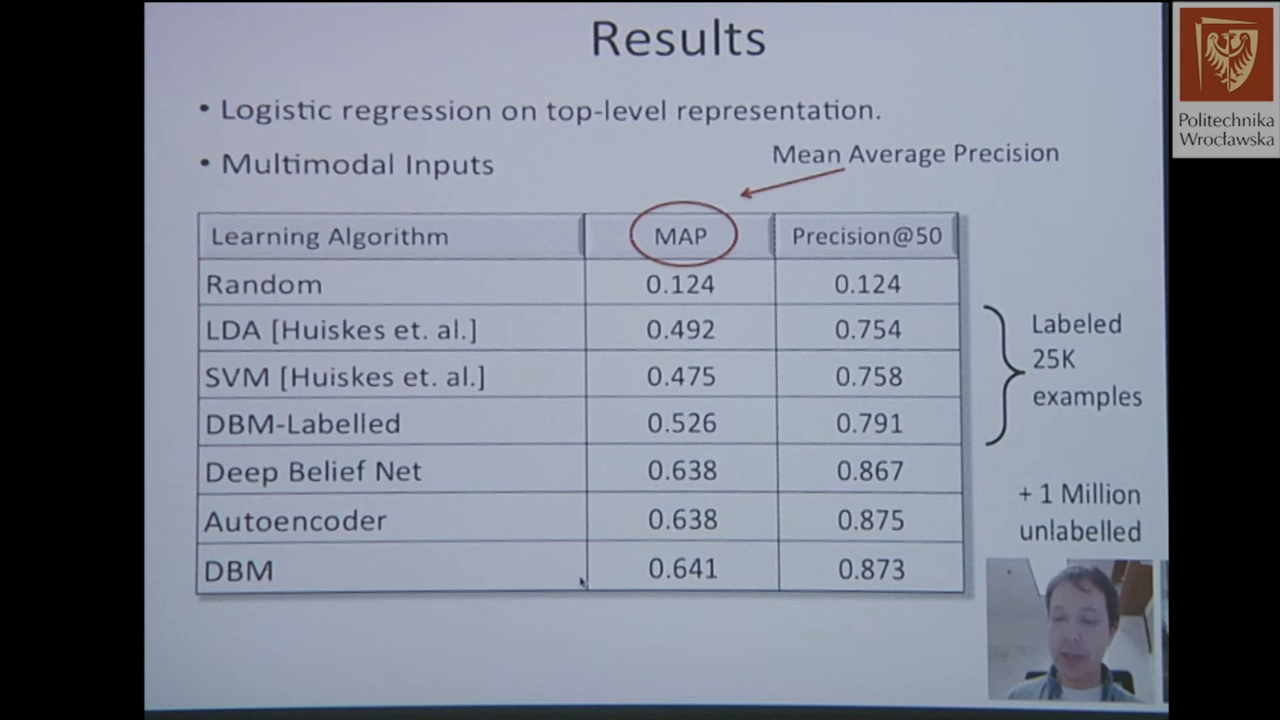 Results
• Logistic regression on top-level representation.
• Multimodal Inputs
Mean Average Precision
Learning Algorithm MAP Precision@50
Random 0.124 0.124
LDA [Huiskes et. al.] 0.492 0.754
SVM [Huiskes et. al.] 0.475 0.758
DBM-Labelled 0.526 0.791
Deep Belief Net 0.638 0.867
Autoencoder 0.638 0.875
DBM 0.641 0.873
Labeled
25K
examples
+ 1 Million
unlabelled
Politechnika
Wrocławska